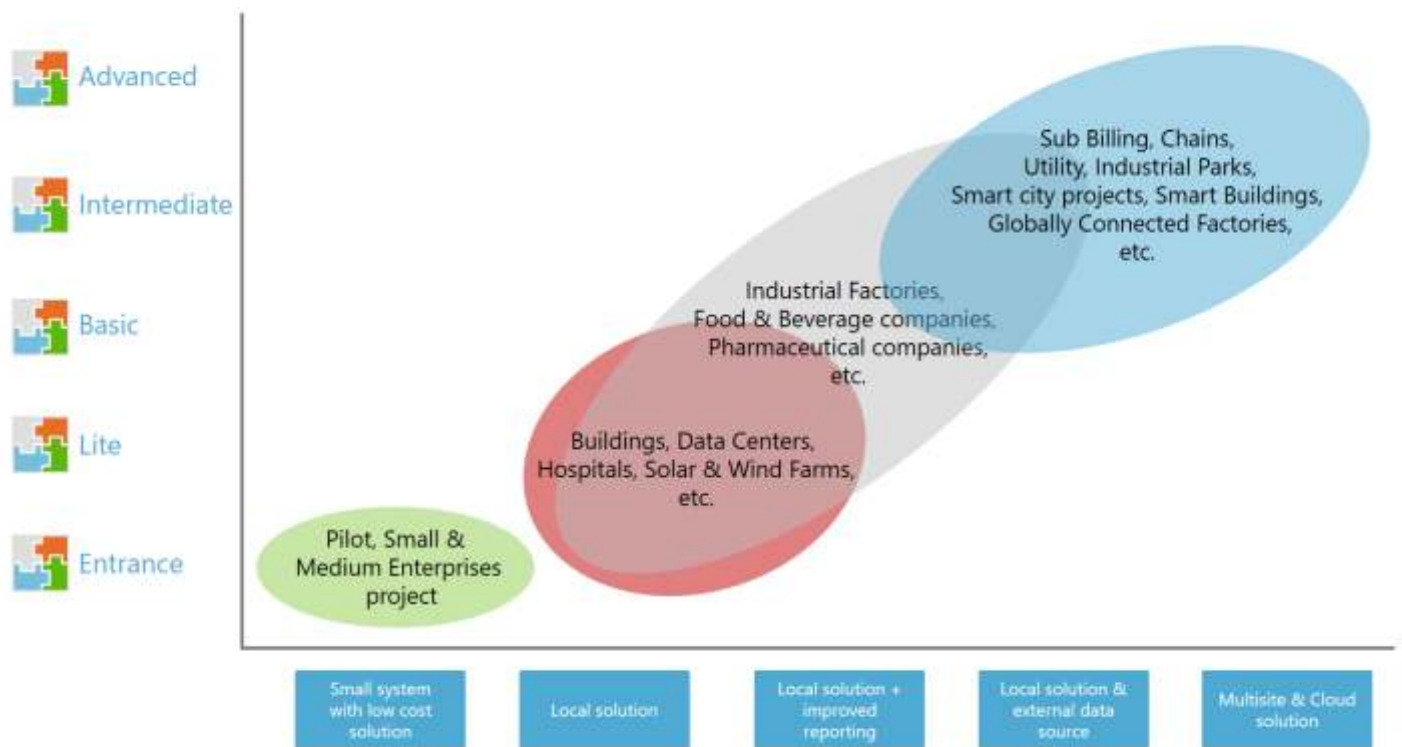 Advanced
Intermediate
Basic
Lite
Entrance
Sub Billing, Chains,
Utility, Industrial Parks,
Smart city projects, Smart Buildings,
Globally Connected Factories,
etc.
Industrial Factories,
Food & Beverage companies,
Pharmaceutical companies,
etc.
Buildings, Data Centers,
Hospitals, Solar & Wind Farms,
etc.
Pilot, Small &
Medium Enterprises
project
Small system
with low cost
solution
Local solution
Local solution +
improved
reporting
Local solution &
external data
source
Multisite & Cloud
solution